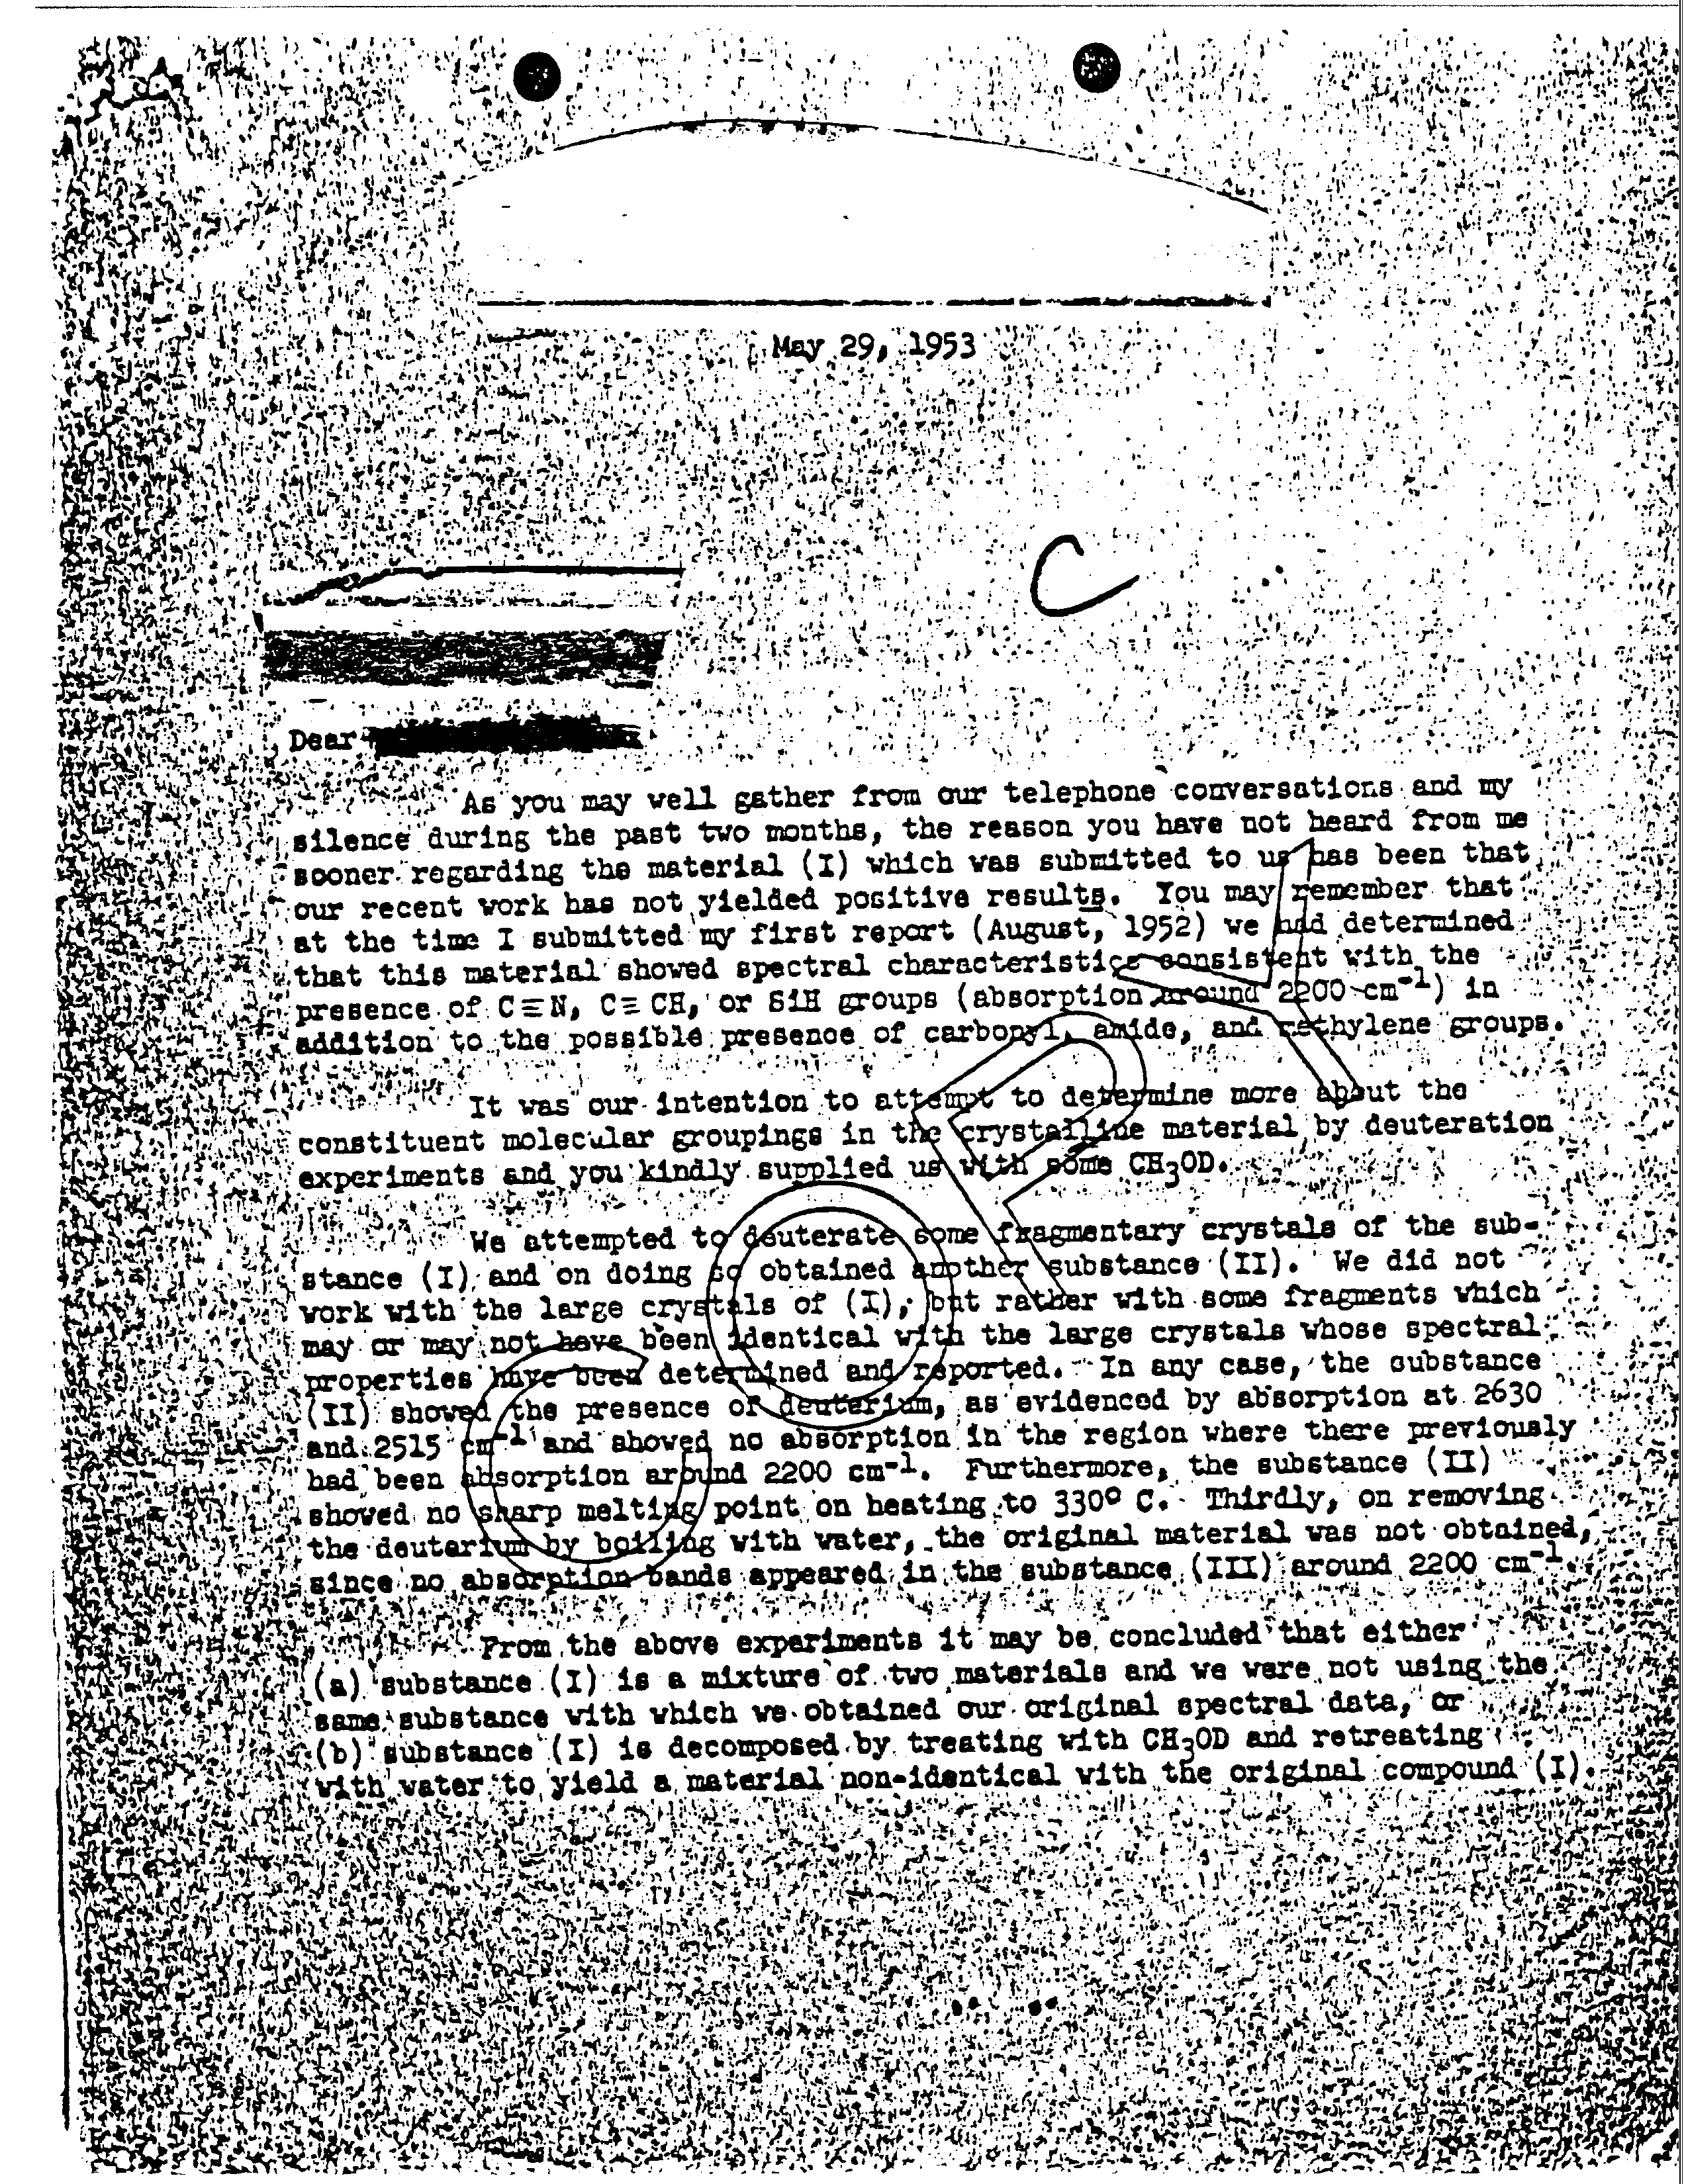 May 29, 1953
C
Dear
As you may well gather from our telephone conversations and my
silence during the past two months, the reason you have not heard from me
sooner regarding the material (I) which was submitted to us has been that
our recent work has not yielded positive results. You may remember that
at the time I submitted my first report (August, 1952) we had determined
that this material showed spectral characteristics consistent with the
presence of C≡N, C≡CH, or SiH groups (absorption around 2200 cm⁻¹) in
addition to the possible presence of carbonyl, amide, and methylene groups.
It was our intention to attempt to determine more about the
constituent molecular groupings in the crystalline material by deuteration
experiments and you kindly supplied us with some CH₃OD.
We attempted to deuterate some fragmentary crystals of the sub-
stance (I) and on doing so obtained another substance (II). We did not
work with the large crystals of (I), but rather with some fragments which
may or may not have been identical with the large crystals whose spectral
properties have been determined and reported. In any case, the substance
(II) showed the presence of deuterium, as evidenced by absorption at 2630
and 2515 cm⁻¹ and showed no absorption in the region where there previously
had been absorption around 2200 cm⁻¹. Furthermore, the substance (II)
showed no sharp melting point on heating to 330° C. Thirdly, on removing
the deuterium by boiling with water, the original material was not obtained,
since no absorption bands appeared in the substance (III) around 2200 cm⁻¹.
From the above experiments it may be concluded that either
(a) substance (I) is a mixture of two materials and we were not using the
same substance with which we obtained our original spectral data, or
(b) substance (I) is decomposed by treating with CH₃OD and retreating
with water to yield a material non-identical with the original compound (I).
COPY